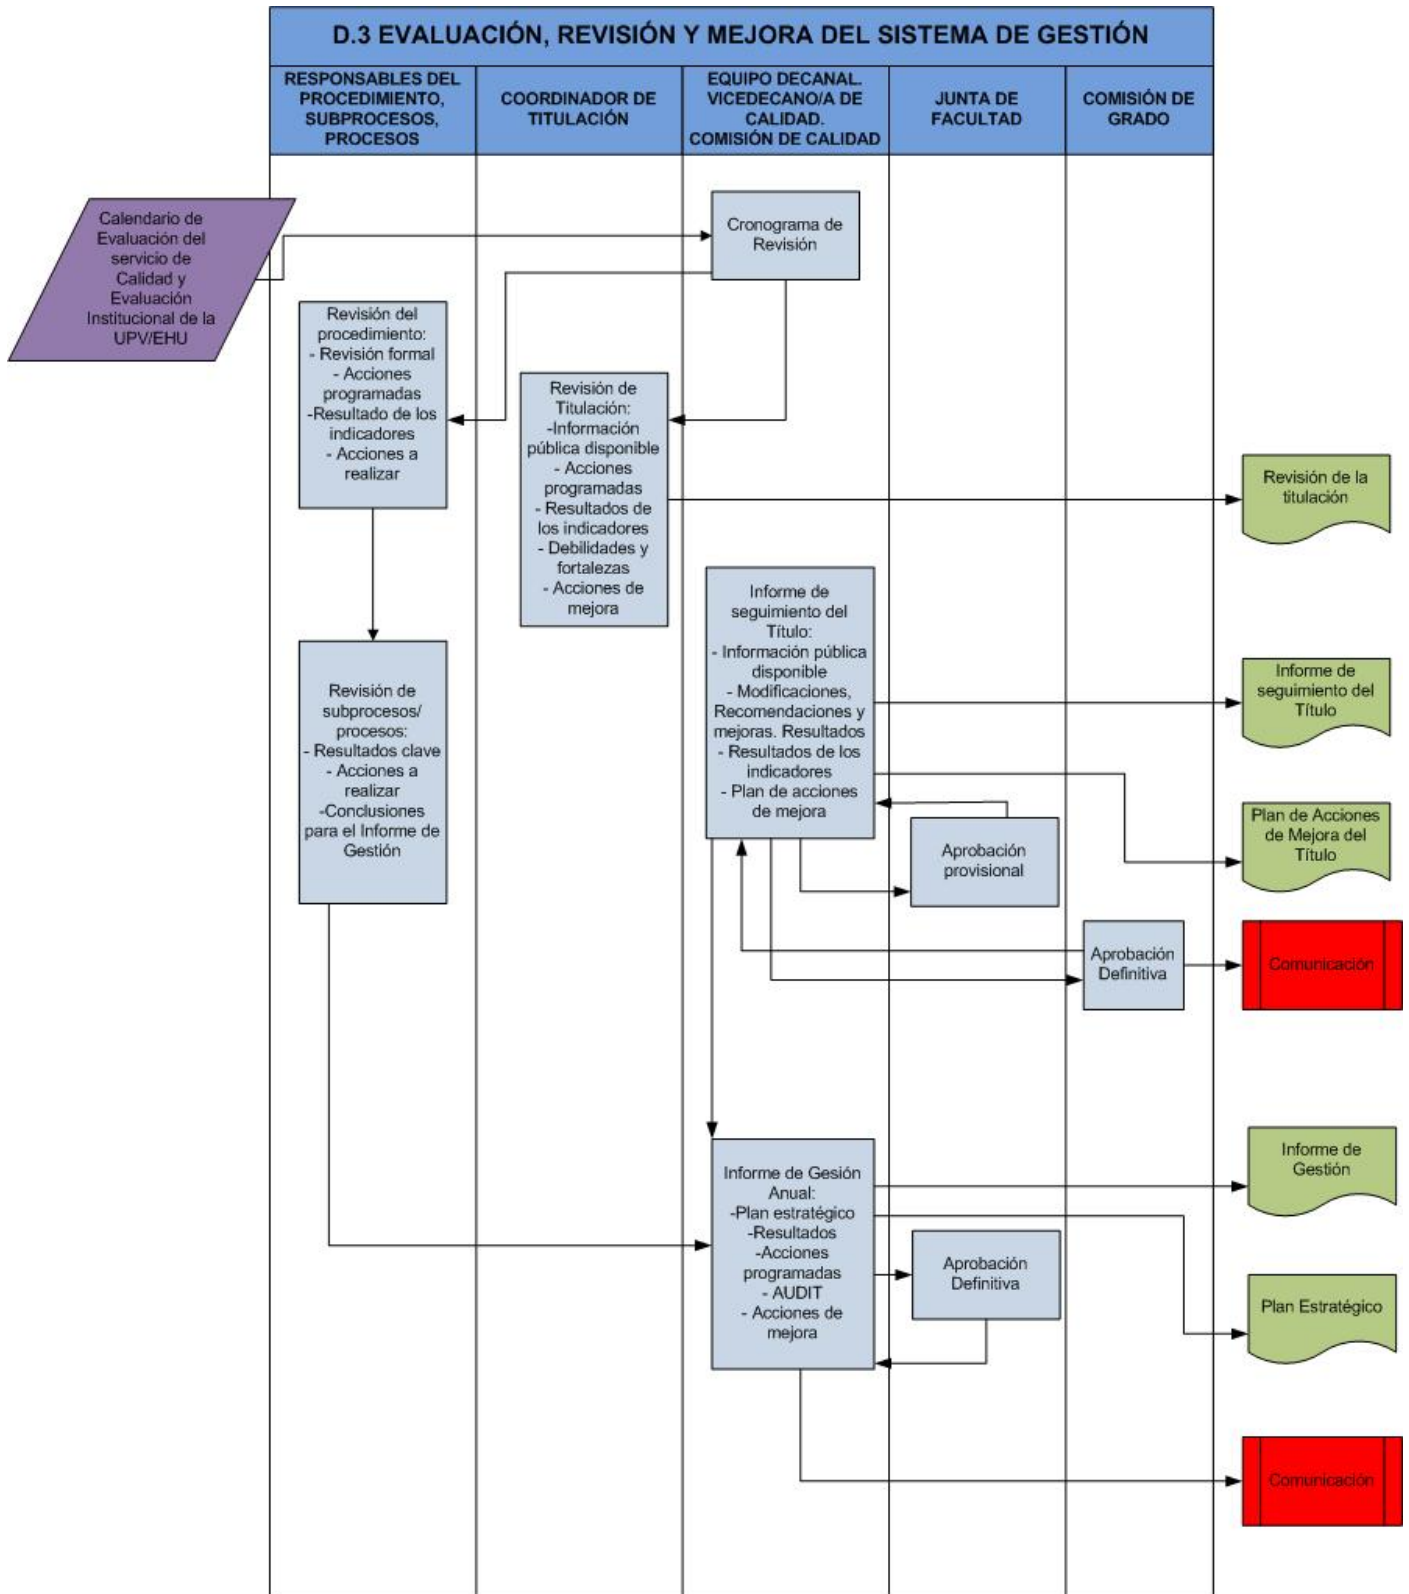 D.3 EVALUACIÓN, REVISIÓN Y MEJORA DEL SISTEMA DE GESTIÓN
RESPONSABLES DEL
PROCEDIMIENTO,
SUBPROCESOS,
PROCESOS
COORDINADOR DE
TITULACIÓN
EQUIPO DECANAL.
VICEDECANO/A DE
CALIDAD.
COMISIÓN DE CALIDAD
JUNTA DE
FACULTAD
COMISIÓN DE
GRADO
Calendario de
Evaluación del
servicio de
Calidad y
Evaluación
Institucional de la
UPV/EHU
Cronograma de
Revisión
Revisión del
procedimiento:
- Revisión formal
- Acciones
programadas
-Resultado de los
indicadores
- Acciones a
realizar
Revisión de
Titulación:
-Información
pública disponible
- Acciones
programadas
- Resultados de
los indicadores
- Debilidades y
fortalezas
- Acciones de
mejora
Revisión de la
titulación
Informe de
seguimiento del
Título:
- Información pública
disponible
- Modificaciones,
Recomendaciones y
mejoras. Resultados
- Resultados de los
indicadores
- Plan de acciones
de mejora
Informe de
seguimiento del
Título
Revisión de
subprocesos/
procesos:
- Resultados clave
- Acciones a
realizar
-Conclusiones
para el Informe de
Gestión
Aprobación
provisional
Plan de Acciones
de Mejora del
Título
Aprobación
Definitiva
Comunicación
Informe de Gesión
Anual:
-Plan estratégico
-Resultados
-Acciones
programadas
- AUDIT
- Acciones de
mejora
Informe de
Gestión
Aprobación
Definitiva
Plan Estratégico
Comunicación